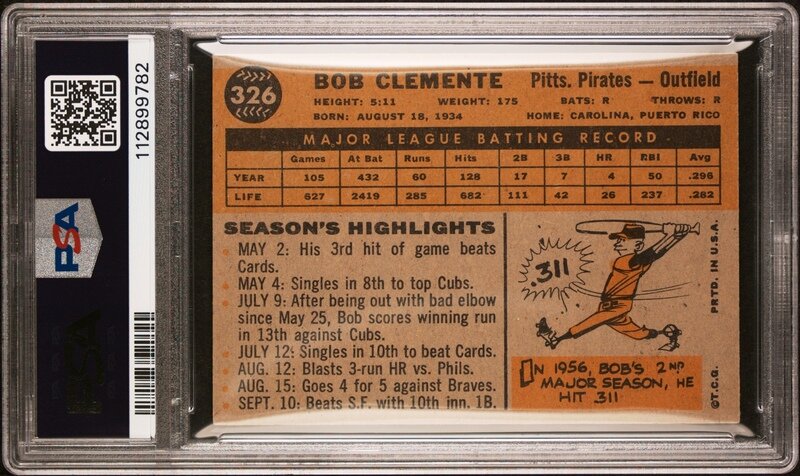 326
BOB CLEMENTE Pitts. Pirates — Outfield
HEIGHT: 5:11 WEIGHT: 175 BATS: R THROWS: R
BORN: AUGUST 18, 1934 HOME: CAROLINA, PUERTO RICO
MAJOR LEAGUE BATTING RECORD
Games At Bat Runs Hits 2B 3B HR RBI Avg
YEAR 105 432 60 128 17 7 4 50 .296
LIFE 627 2419 285 682 111 42 26 237 .282
SEASON'S HIGHLIGHTS
MAY 2: His 3rd hit of game beats
Cards.
MAY 4: Singles in 8th to top Cubs.
JULY 9: After being out with bad elbow
since May 25, Bob scores winning run
in 13th against Cubs.
JULY 12: Singles in 10th to beat Cards.
AUG. 12: Blasts 3-run HR vs. Phils.
AUG. 15: Goes 4 for 5 against Braves.
SEPT. 10: Beats S.F. with 10th inn. 1B.
.311
IN 1956, BOB'S 2ND
MAJOR SEASON, HE
HIT .311
©T.C.G. PRTD. IN U.S.A.
112899782
PSA
PSA